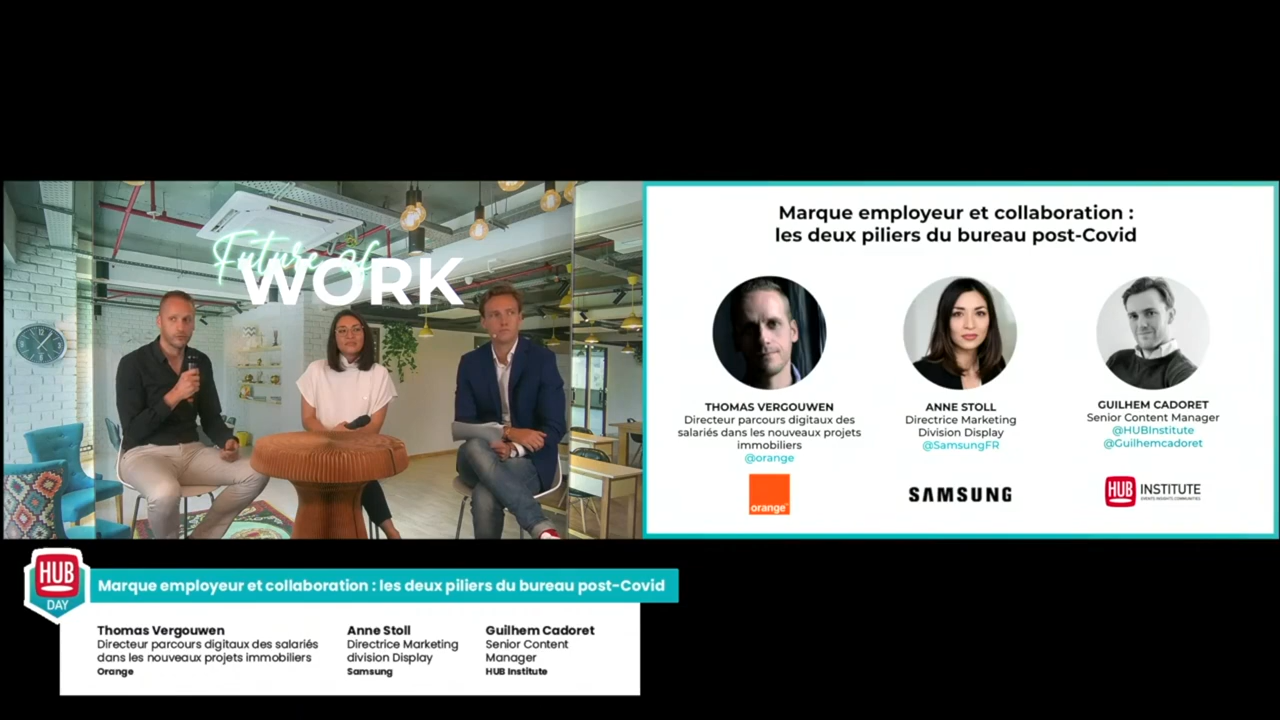 Future of
WORK
Marque employeur et collaboration :
les deux piliers du bureau post-Covid
THOMAS VERGOUWEN
Directeur parcours digitaux des
salariés dans les nouveaux projets
immobiliers
@orange
orange™
ANNE STOLL
Directrice Marketing
Division Display
@SamsungFR
SAMSUNG
GUILHEM CADORET
Senior Content Manager
@HUBInstitute
@Guilhemcadoret
HUB INSTITUTE
EVENTS INSIGHTS COMMUNITIES
HUB
DAY
Marque employeur et collaboration : les deux piliers du bureau post-Covid
Thomas Vergouwen
Directeur parcours digitaux des salariés
dans les nouveaux projets immobiliers
Orange
Anne Stoll
Directrice Marketing
division Display
Samsung
Guilhem Cadoret
Senior Content
Manager
HUB Institute